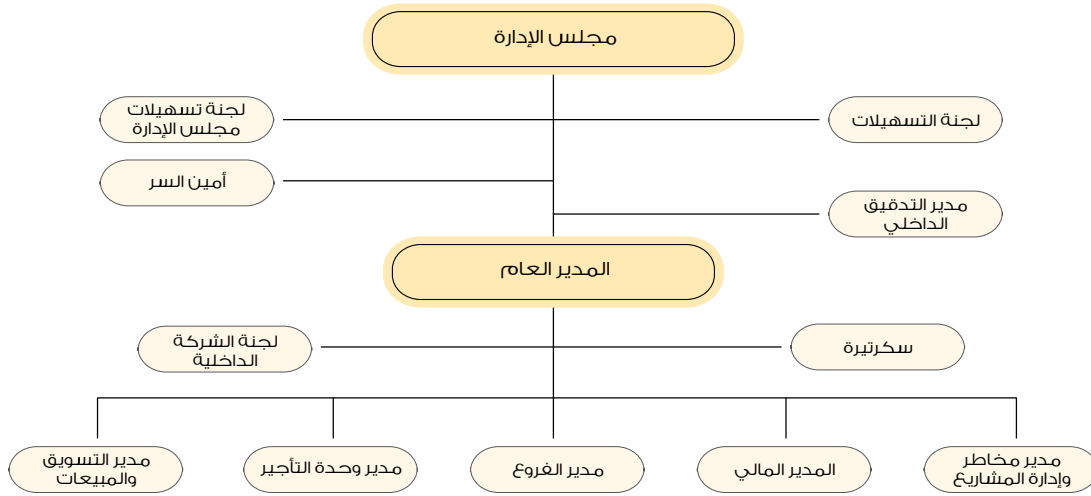 مجلس الإدارة
لجنة التسهيلات
لجنة تسهيلات
مجلس الإدارة
أمين السر
مدير التدقيق
الداخلي
المدير العام
سكرتيرة
لجنة الشركة
الداخلية
مدير مخاطر
وإدارة المشاريع
المدير المالي
مدير الفروع
مدير وحدة التأجير
مدير التسويق
والمبيعات